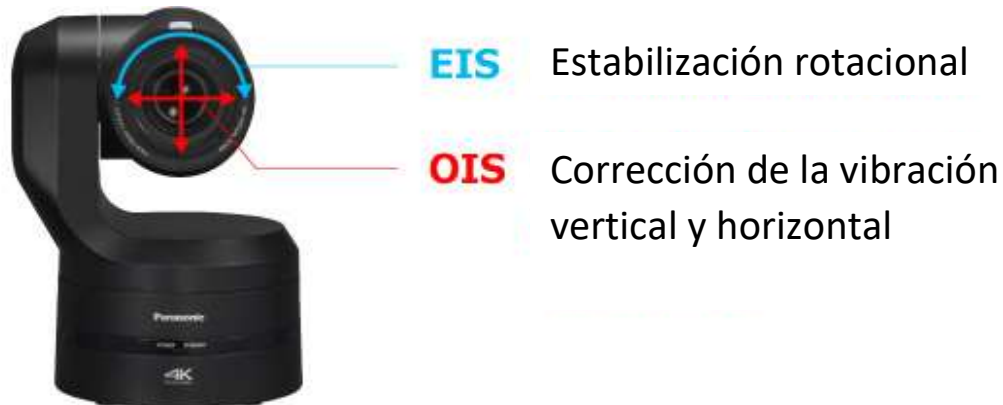 EIS Estabilización rotacional
OIS Corrección de la vibración
vertical y horizontal
Panasonic
4K